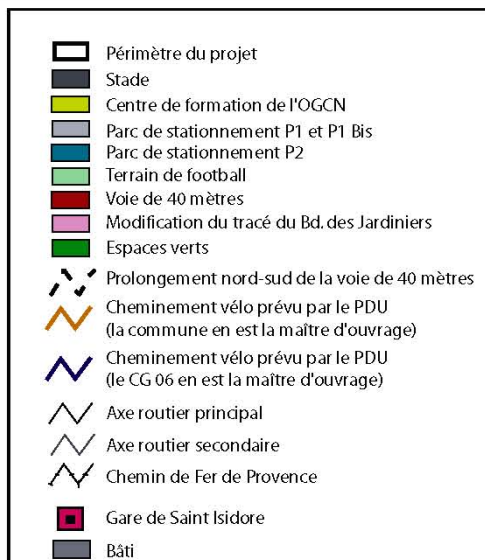 Périmètre du projet
Stade
Centre de formation de l'OGCN
Parc de stationnement P1 et P1 Bis
Parc de stationnement P2
Terrain de football
Voie de 40 mètres
Modification du tracé du Bd. des Jardiniers
Espaces verts
Prolongement nord-sud de la voie de 40 mètres
Cheminement vélo prévu par le PDU
(la commune en est la maître d'ouvrage)
Cheminement vélo prévu par le PDU
(le CG 06 en est la maître d'ouvrage)
Axe routier principal
Axe routier secondaire
Chemin de Fer de Provence
Gare de Saint Isidore
Bâti